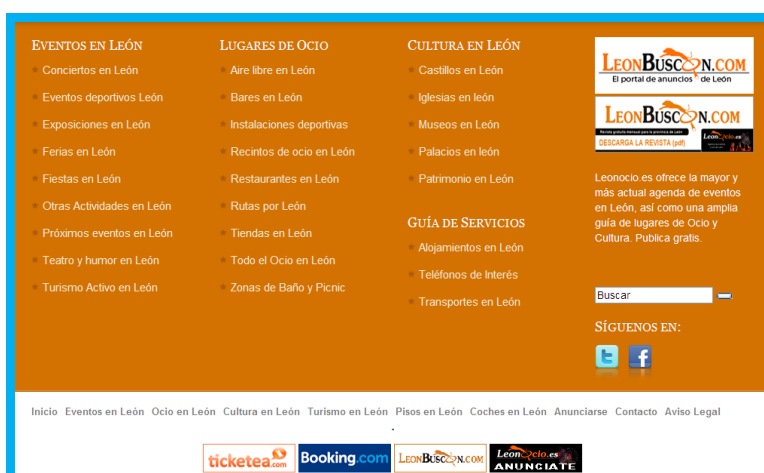 EVENTOS EN LEÓN
Conciertos en León
Eventos deportivos León
Exposiciones en León
Ferias en León
Fiestas en León
Otras Actividades en León
Próximos eventos en León
Teatro y humor en León
Turismo Activo en León
LUGARES DE OCIO
Aire libre en León
Bares en León
Instalaciones deportivas
Recintos de ocio en León
Restaurantes en León
Rutas por León
Tiendas en León
Todo el Ocio en León
Zonas de Baño y Picnic
CULTURA EN LEÓN
Castillos en León
Iglesias en león
Museos en León
Palacios en león
Patrimonio en León
GUÍA DE SERVICIOS
Alojamientos en León
Teléfonos de Interés
Transportes en León
LEONBUSCON.COM
El portal de anuncios de León
LEONBUSCON.COM
Revista gratuita mensual para la provincia de León
DESCARGA LA REVISTA (pdf)
LeonOcio.es
Leonocio.es ofrece la mayor y
más actual agenda de eventos
en León, así como una amplia
guía de lugares de Ocio y
Cultura. Publica gratis.
Buscar
SÍGUENOS EN:
Inicio Eventos en León Ocio en León Cultura en León Turismo en León Pisos en León Coches en León Anunciarse Contacto Aviso Legal
ticketea.com Booking.com LEONBUSCON.COM LeonOcio.es
ANUNCIATE